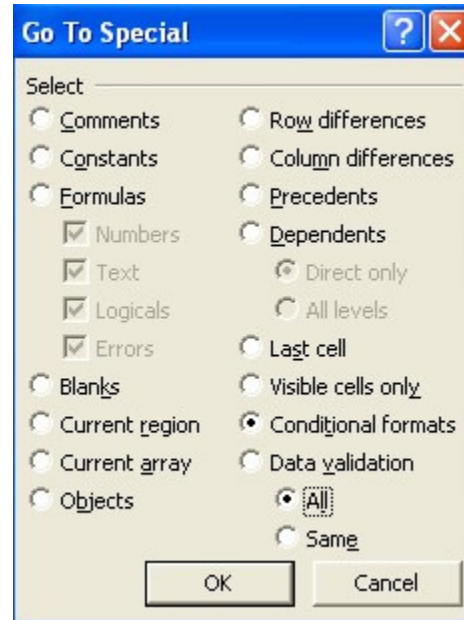 Go To Special
Select
Comments
Constants
Formulas
Numbers
Text
Logicals
Errors
Blanks
Current region
Current array
Objects
Row differences
Column differences
Precedents
Dependents
Direct only
All levels
Last cell
Visible cells only
Conditional formats
Data validation
All
Same
OK
Cancel